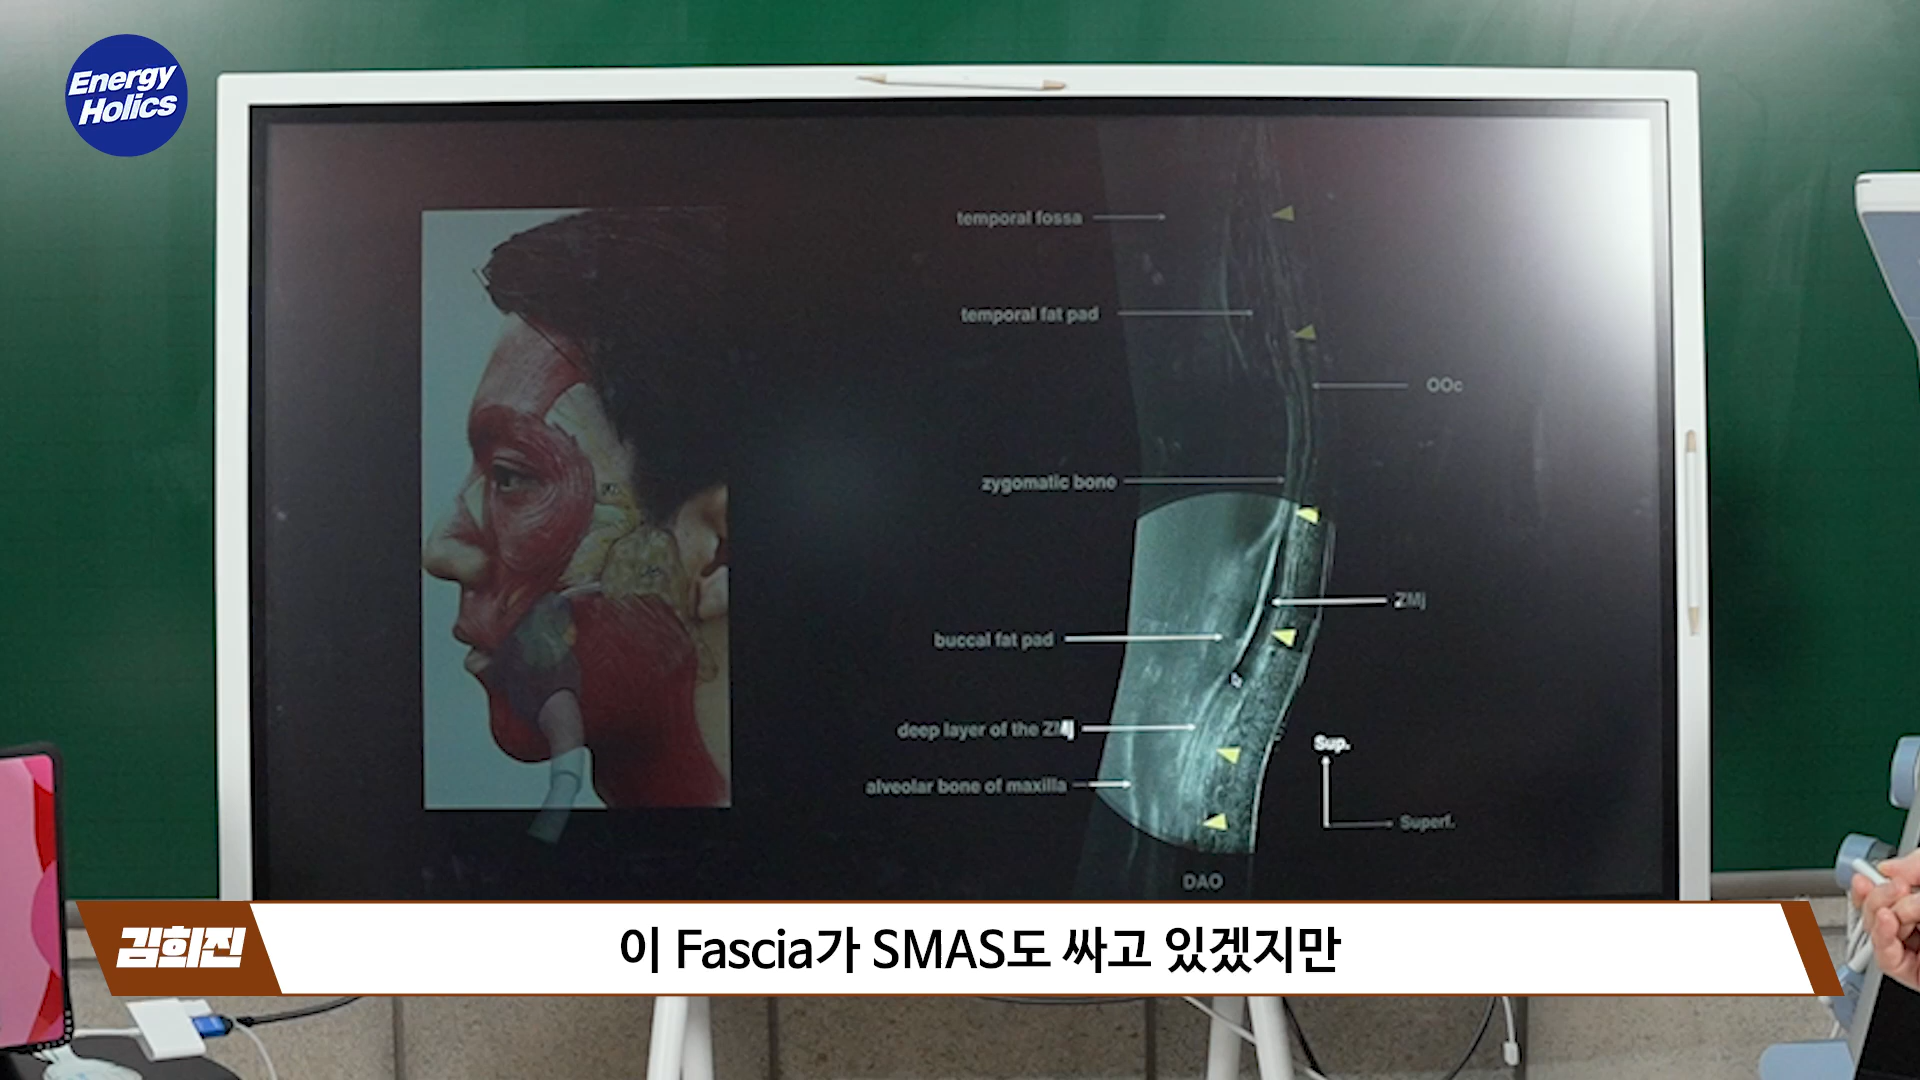 Energy
Holics
temporal fossa
temporal fat pad
OOc
zygomatic bone
ZMj
buccal fat pad
deep layer of the ZMj
Sup.
alveolar bone of maxilla
Superf.
DAO
김희진
이 Fascia가 SMAS도 싸고 있겠지만